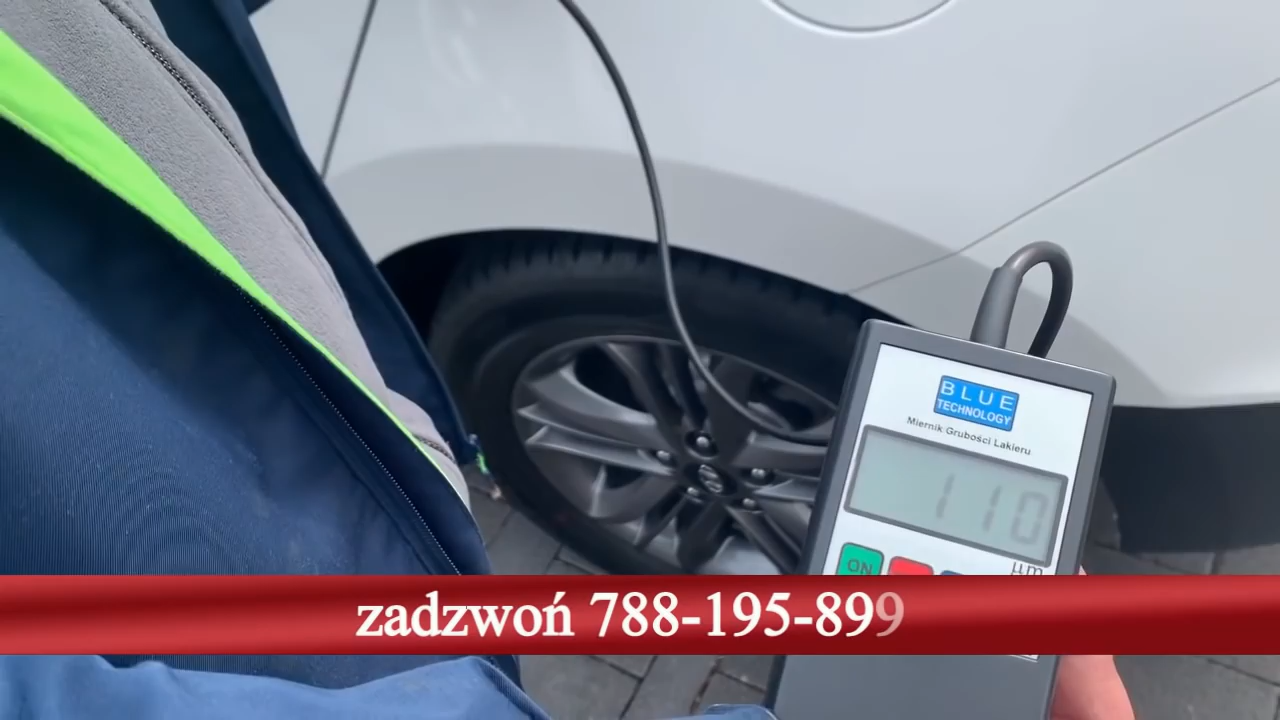 BLUE
TECHNOLOGY
Miernik Grubości Lakieru
110
µm
ON
zadzwoń 788-195-899